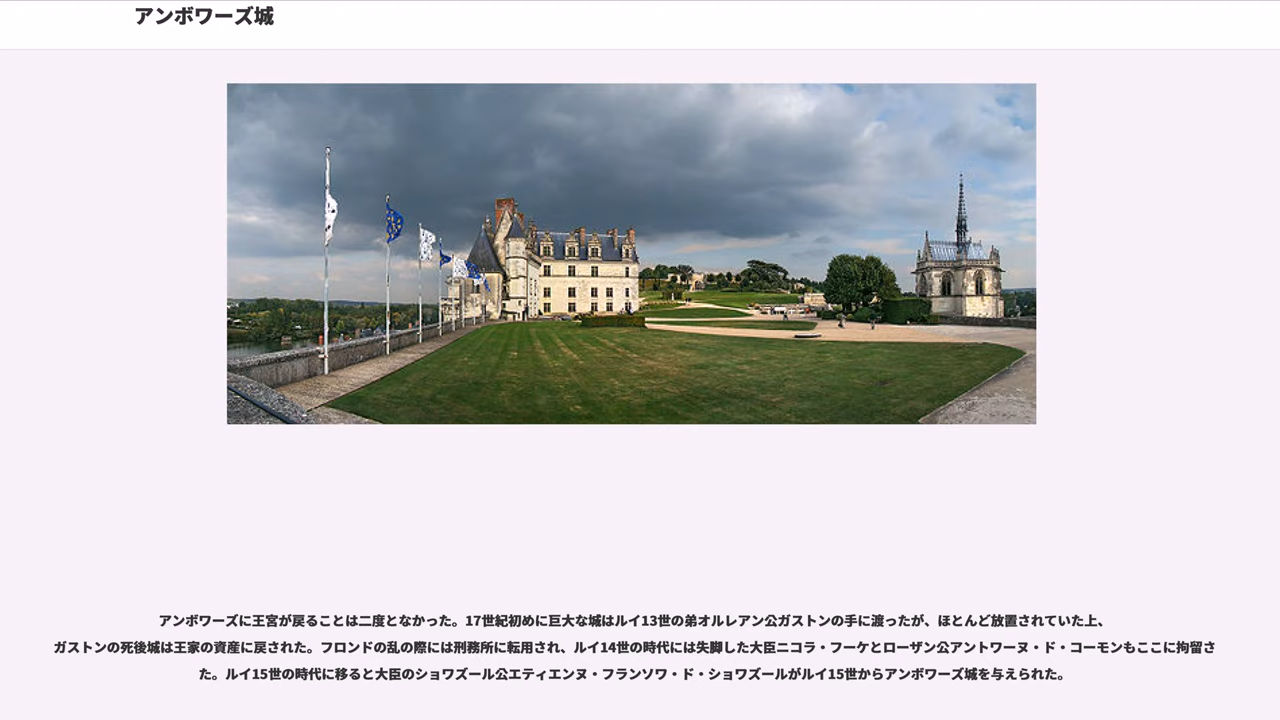 アンボワーズ城
アンボワーズに王宮が戻ることは二度となかった。17世紀初めに巨大な城はルイ13世の弟オルレアン公ガストンの手に渡ったが、ほとんど放置されていた上、
ガストンの死後城は王家の資産に戻された。フロンドの乱の際には刑務所に転用され、ルイ14世の時代には失脚した大臣ニコラ・フーケとローザン公アントワーヌ・ド・コーモンもここに拘留さ
た。ルイ15世の時代に移ると大臣のショワズール公エティエンヌ・フランソワ・ド・ショワズールがルイ15世からアンボワーズ城を与えられた。